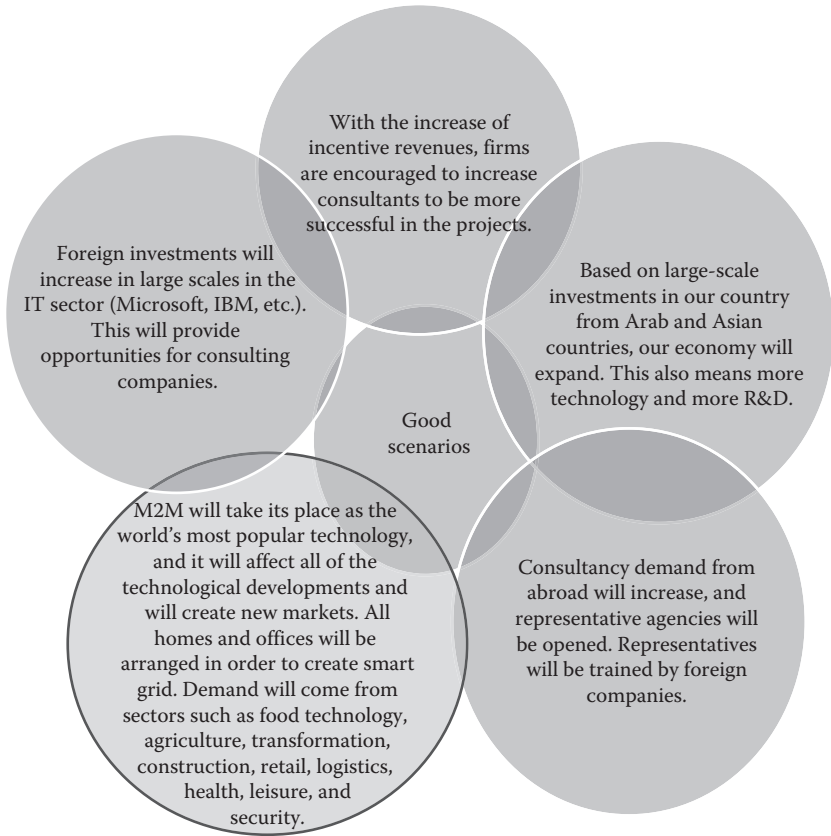 With the increase of
incentive revenues, firms
are encouraged to increase
consultants to be more
successful in the projects.
Foreign investments will
increase in large scales in the
IT sector (Microsoft, IBM, etc.).
This will provide
opportunities for consulting
companies.
Based on large-scale
investments in our country
from Arab and Asian
countries, our economy will
expand. This also means more
technology and more R&D.
Good
scenarios
M2M will take its place as the
world's most popular technology,
and it will affect all of the
technological developments and
will create new markets. All
homes and offices will be
arranged in order to create smart
grid. Demand will come from
sectors such as food technology,
agriculture, transformation,
construction, retail, logistics,
health, leisure, and
security.
Consultancy demand from
abroad will increase, and
representative agencies will
be opened. Representatives
will be trained by foreign
companies.